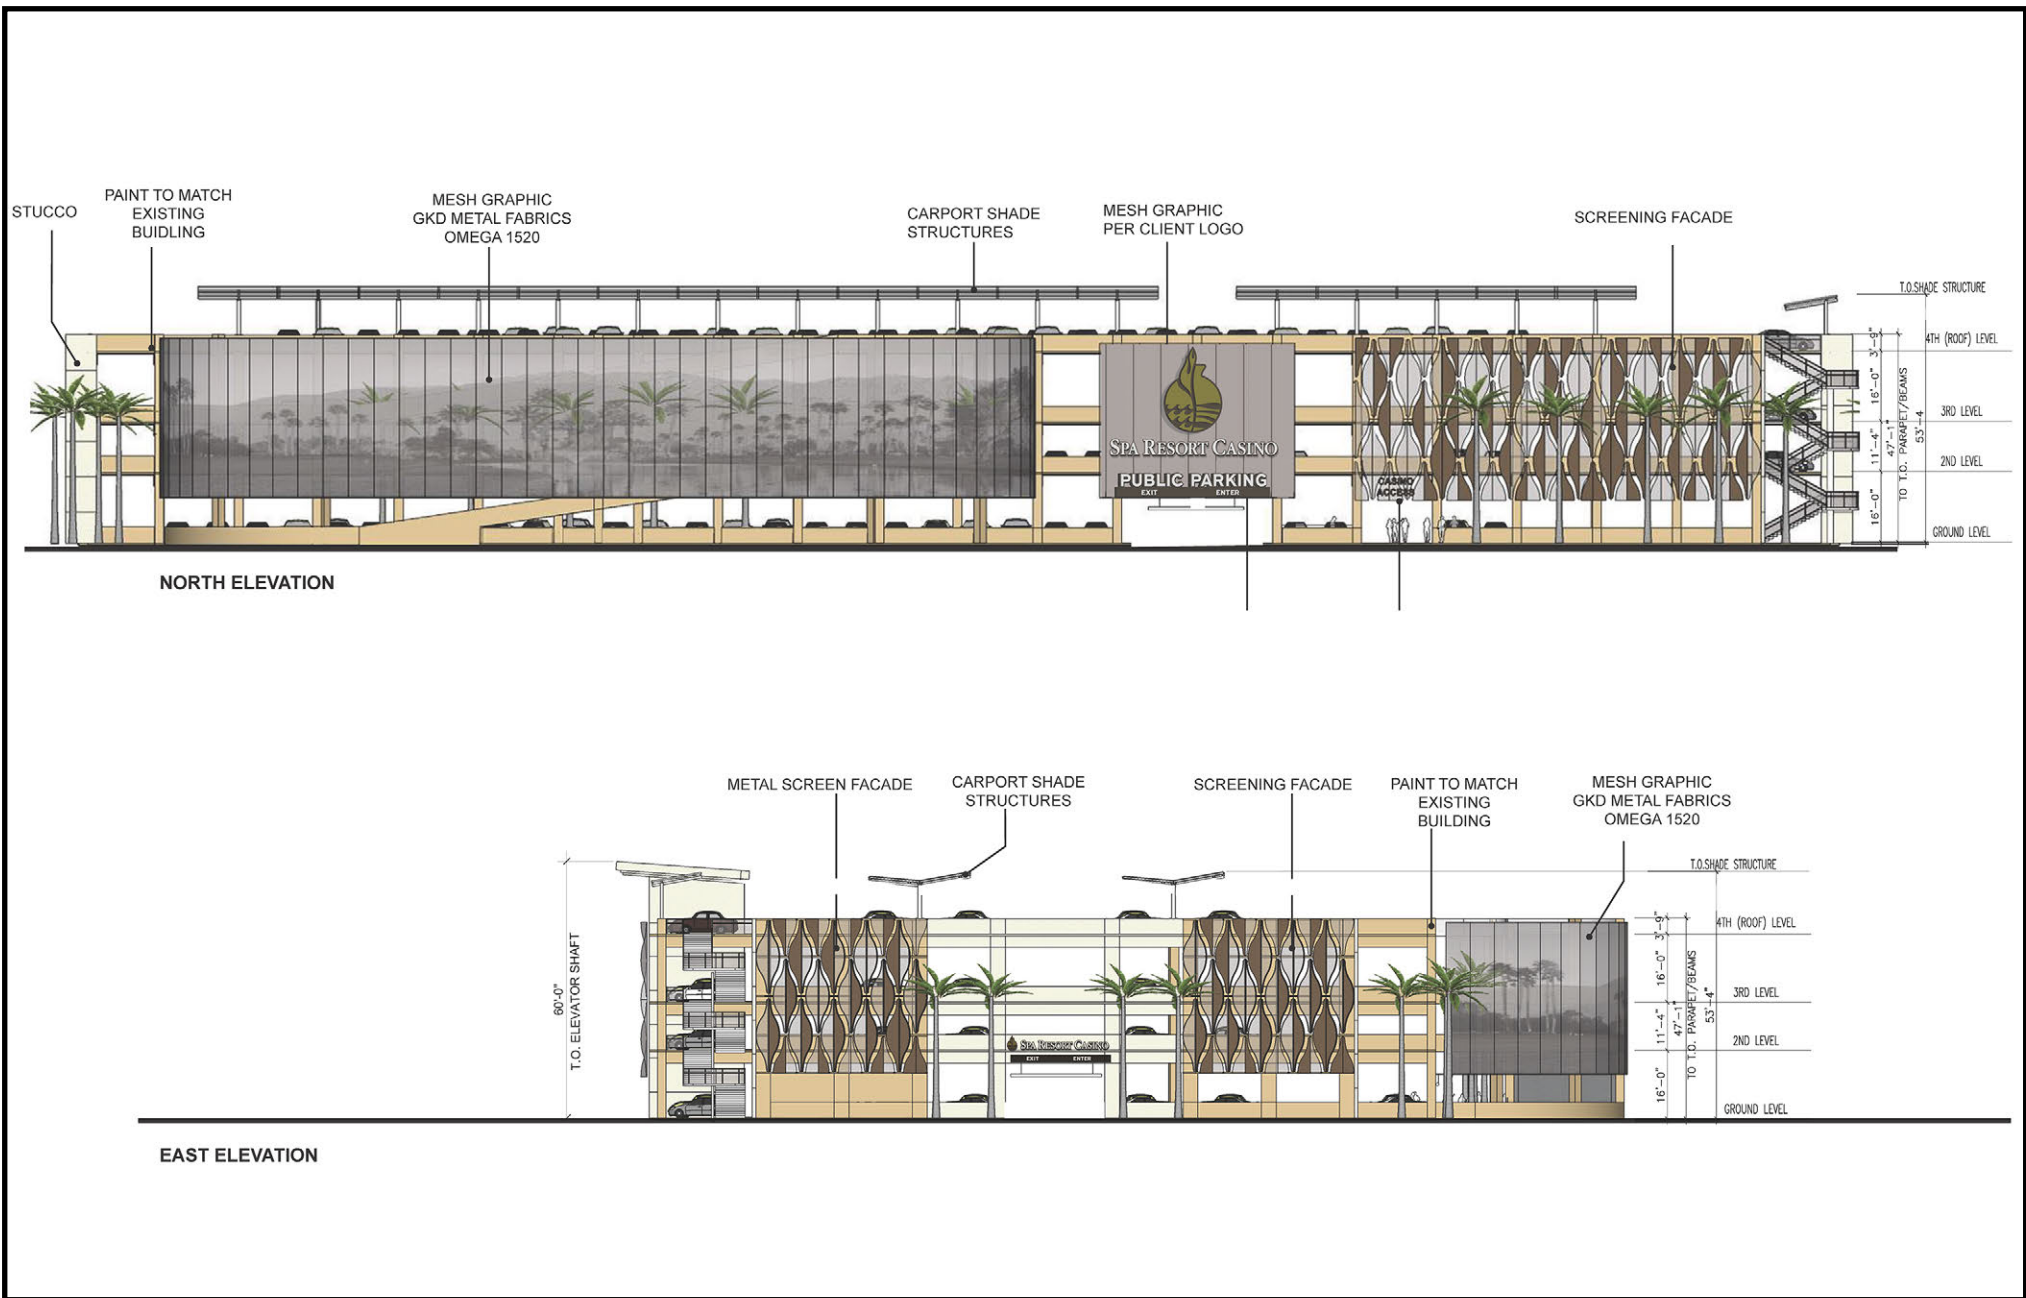 STUCCO
PAINT TO MATCH
EXISTING
BUIDLING
MESH GRAPHIC
GKD METAL FABRICS
OMEGA 1520
CARPORT SHADE
STRUCTURES
MESH GRAPHIC
PER CLIENT LOGO
SCREENING FACADE
T.O.SHADE STRUCTURE
4TH (ROOF) LEVEL
3RD LEVEL
2ND LEVEL
GROUND LEVEL
3'-9"
16'-0"
11'-4"
16'-0"
47'-1"
TO T.O. PARAPET/BEAMS
53'-4
SPA RESORT CASINO
PUBLIC PARKING
EXIT ENTER
CASINO
ACCESS
NORTH ELEVATION
METAL SCREEN FACADE
CARPORT SHADE
STRUCTURES
SCREENING FACADE
PAINT TO MATCH
EXISTING
BUILDING
MESH GRAPHIC
GKD METAL FABRICS
OMEGA 1520
60'-0"
T.O. ELEVATOR SHAFT
SPA RESORT CASINO
EXIT ENTER
T.O.SHADE STRUCTURE
4TH (ROOF) LEVEL
3RD LEVEL
2ND LEVEL
GROUND LEVEL
3'-9"
16'-0"
11'-4"
16'-0"
47'-1"
TO T.O. PARAPET/BEAMS
53'-4"
EAST ELEVATION